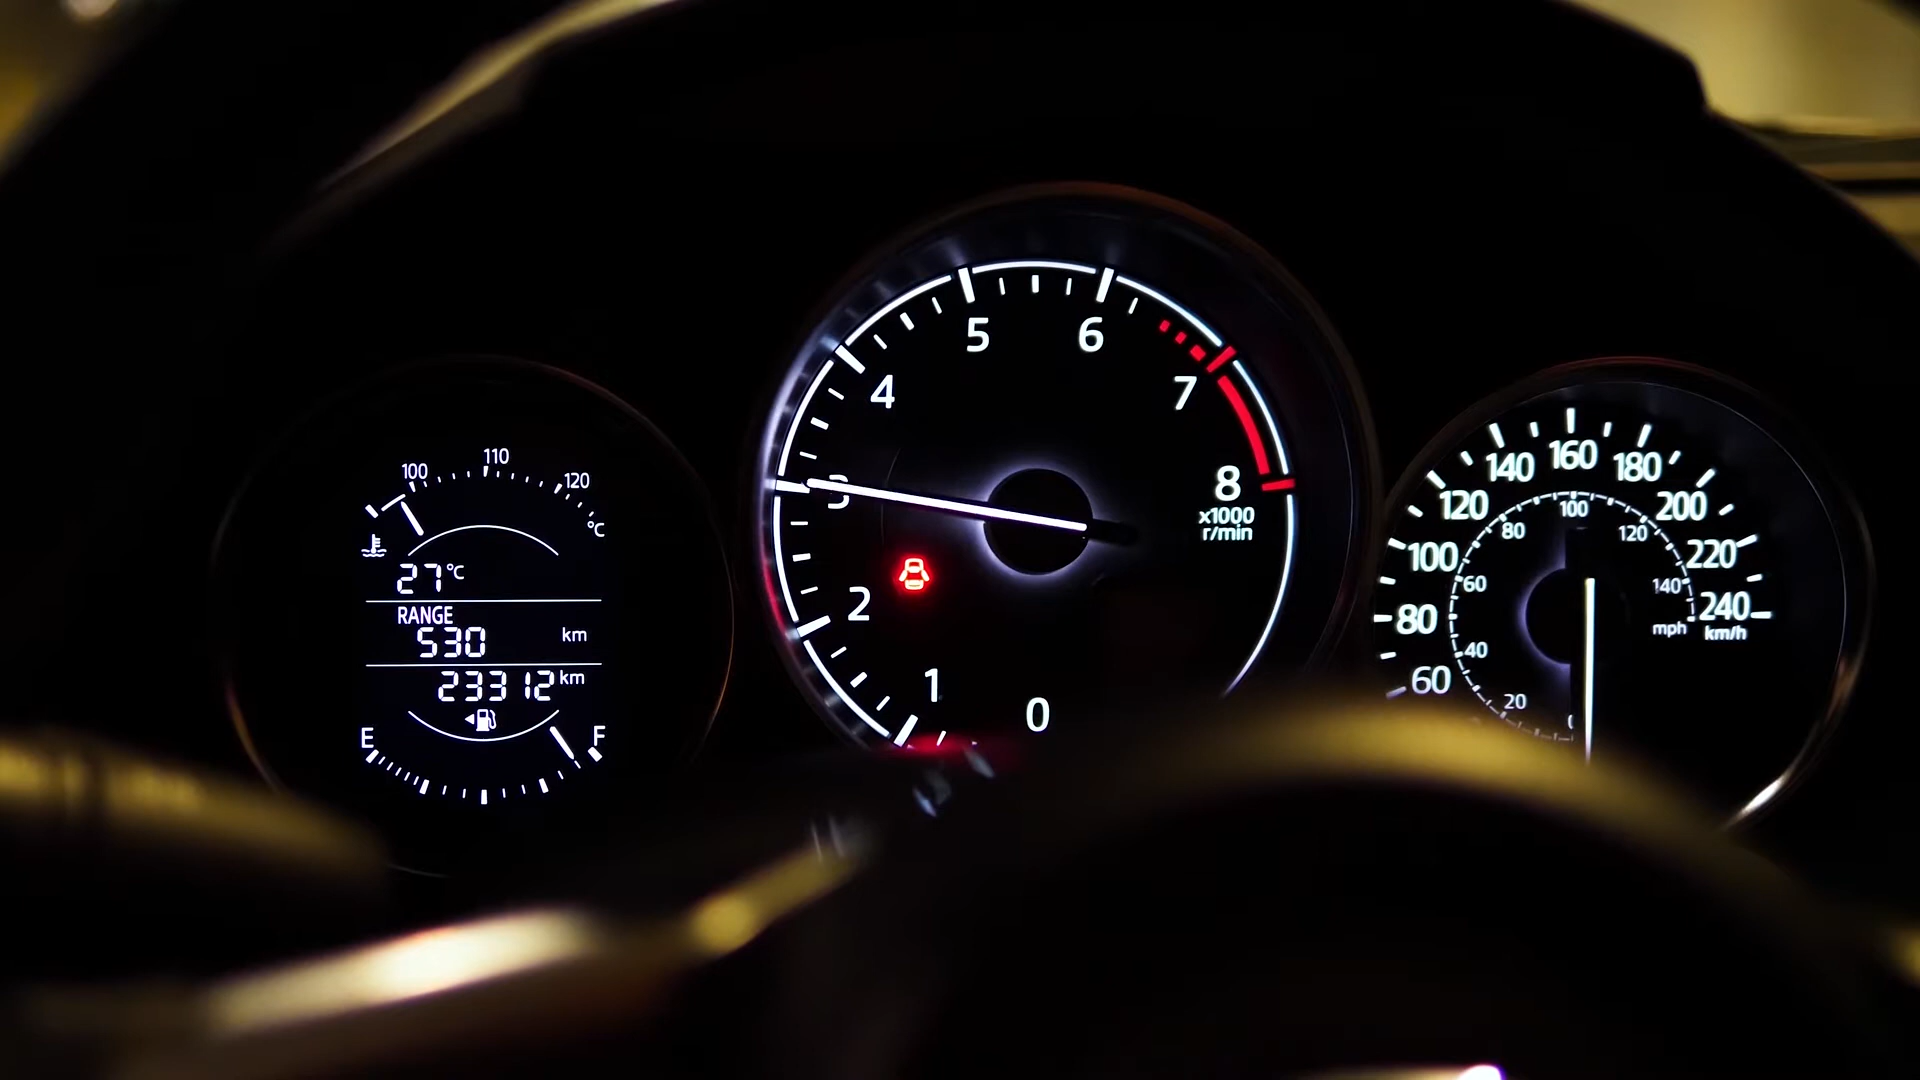 100 110 120
°C
27 °C
RANGE
530 km
23312 km
E F
0 1 2 3 4 5 6 7 8
x1000
r/min
60 80 100 120 140 160 180 200 220 240
km/h
20 40 60 80 100 120 140
mph